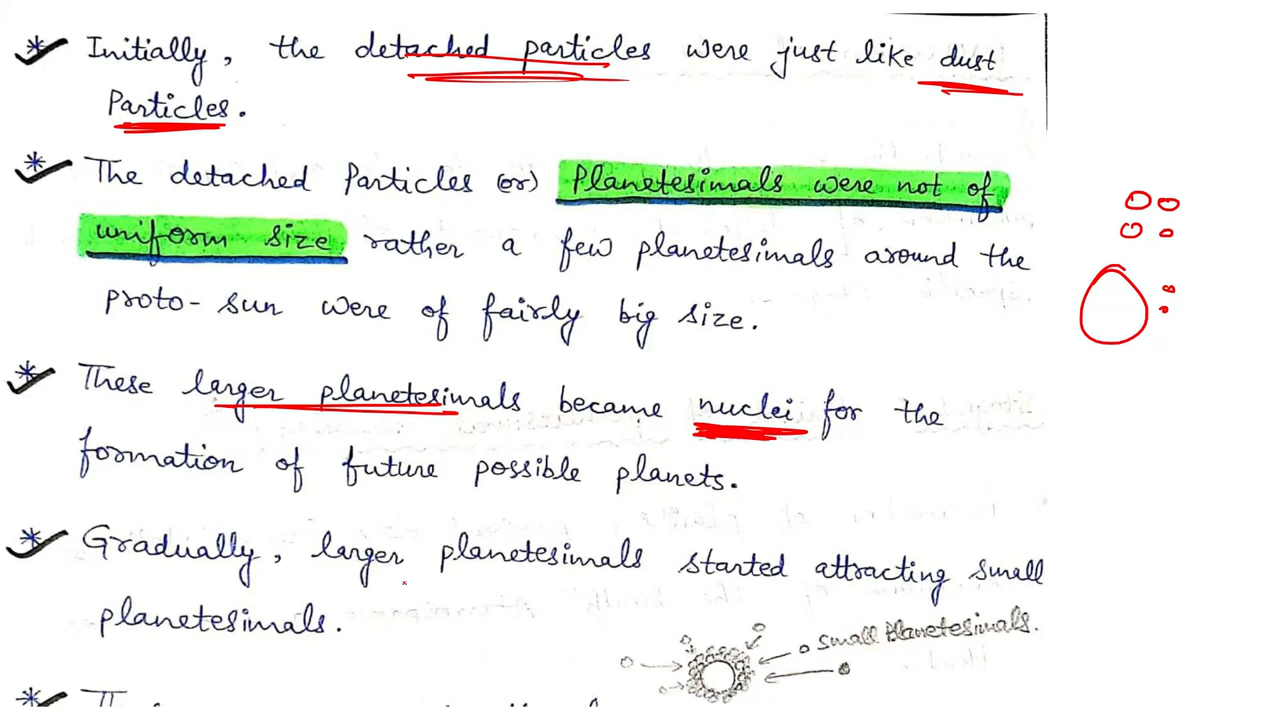 * Initially, the detached particles were just like dust
Particles.
* The detached Particles (or) Planetesimals were not of
uniform size rather a few planetesimals around the
proto-sun were of fairly big size.
* These larger planetesimals became nuclei for the
formation of future possible planets.
* Gradually, larger planetesimals started attracting small
planetesimals.
small Planetesimals.
*